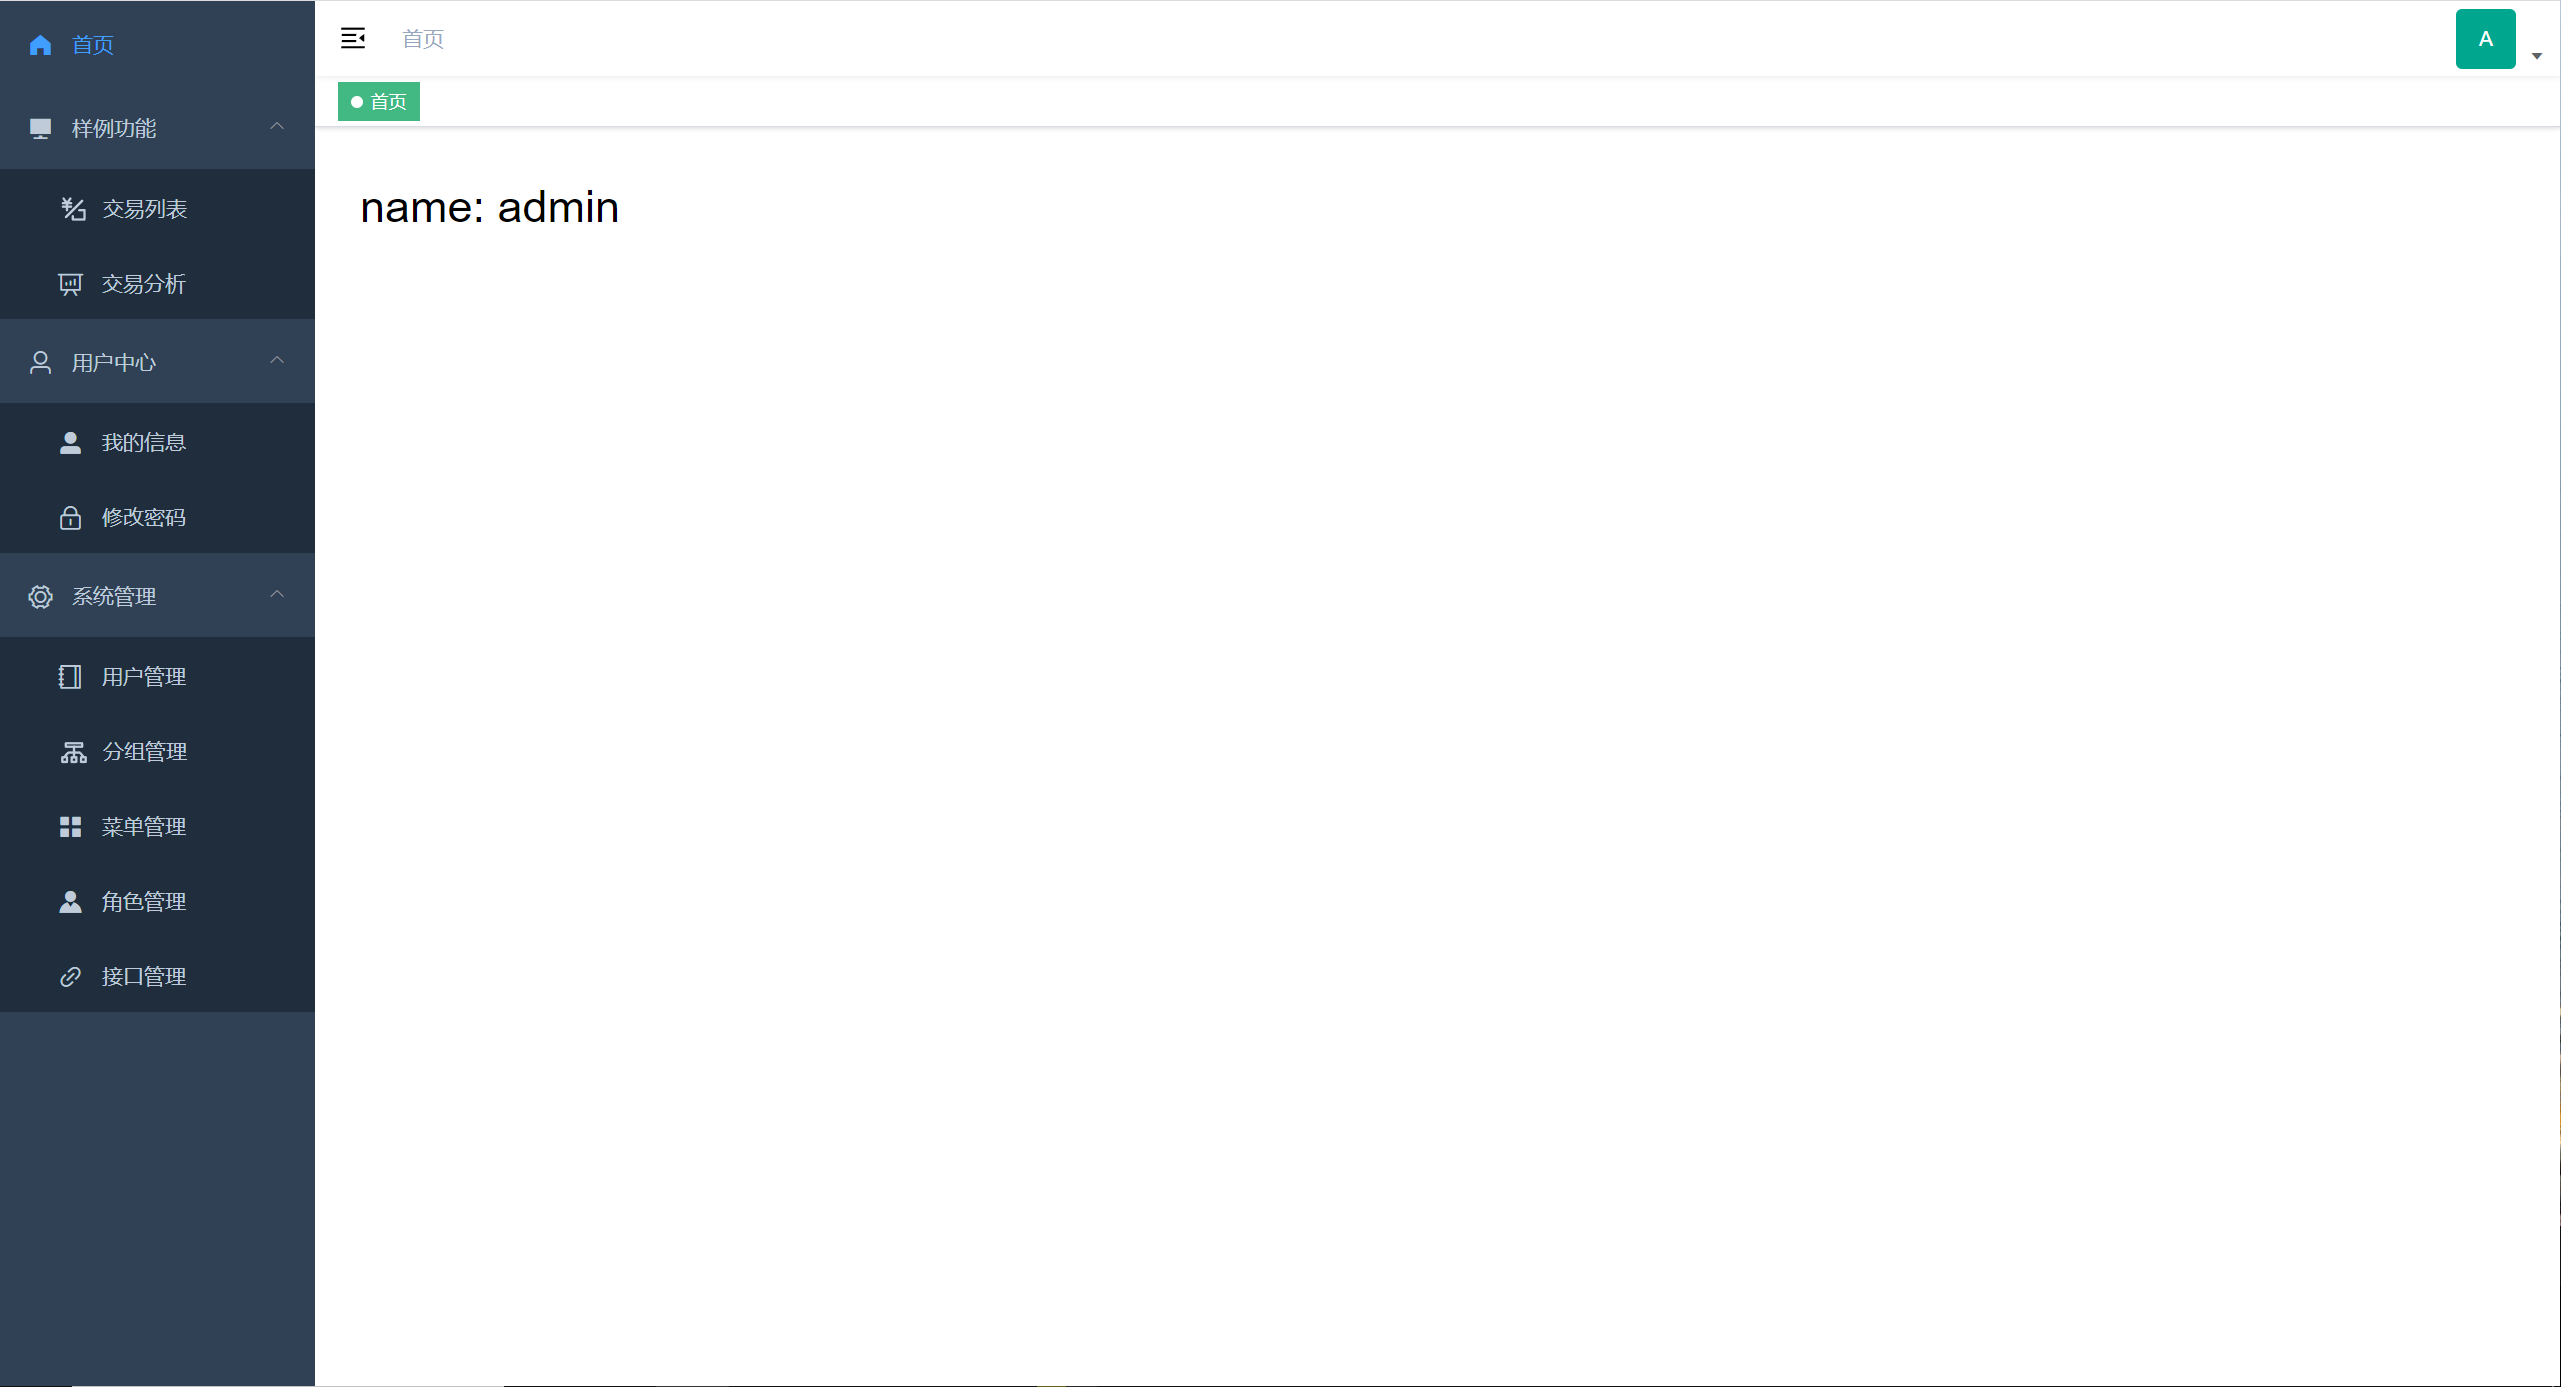 首页
样例功能
交易列表
交易分析
用户中心
我的信息
修改密码
系统管理
用户管理
分组管理
菜单管理
角色管理
接口管理
首页
A
首页
name: admin